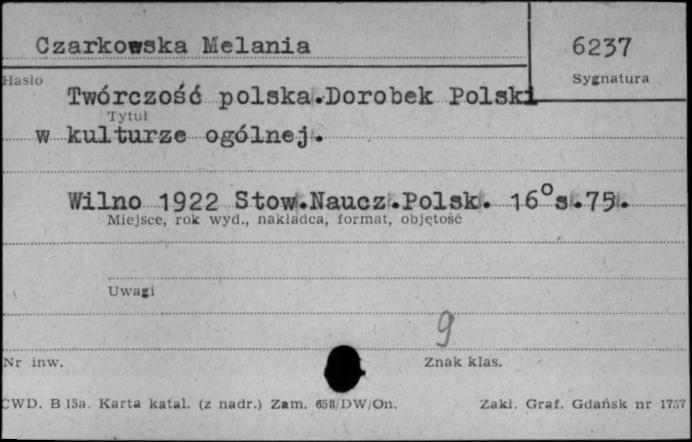 Czarkowska Melania
6237
Hasło
Sygnatura
Twórczość polska.Dorobek Polski
Tytuł
w kulturze ogólnej.
Wilno 1922 Stow.Naucz.Polsk. 16°s.75.
Miejsce, rok wyd., nakładca, format, objętość
Uwagi
9
Nr inw.
Znak klas.
CWD. B 15a. Karta katal. (z nadr.) Zam. 658/DW/On.
Zakł. Graf. Gdańsk nr 1757